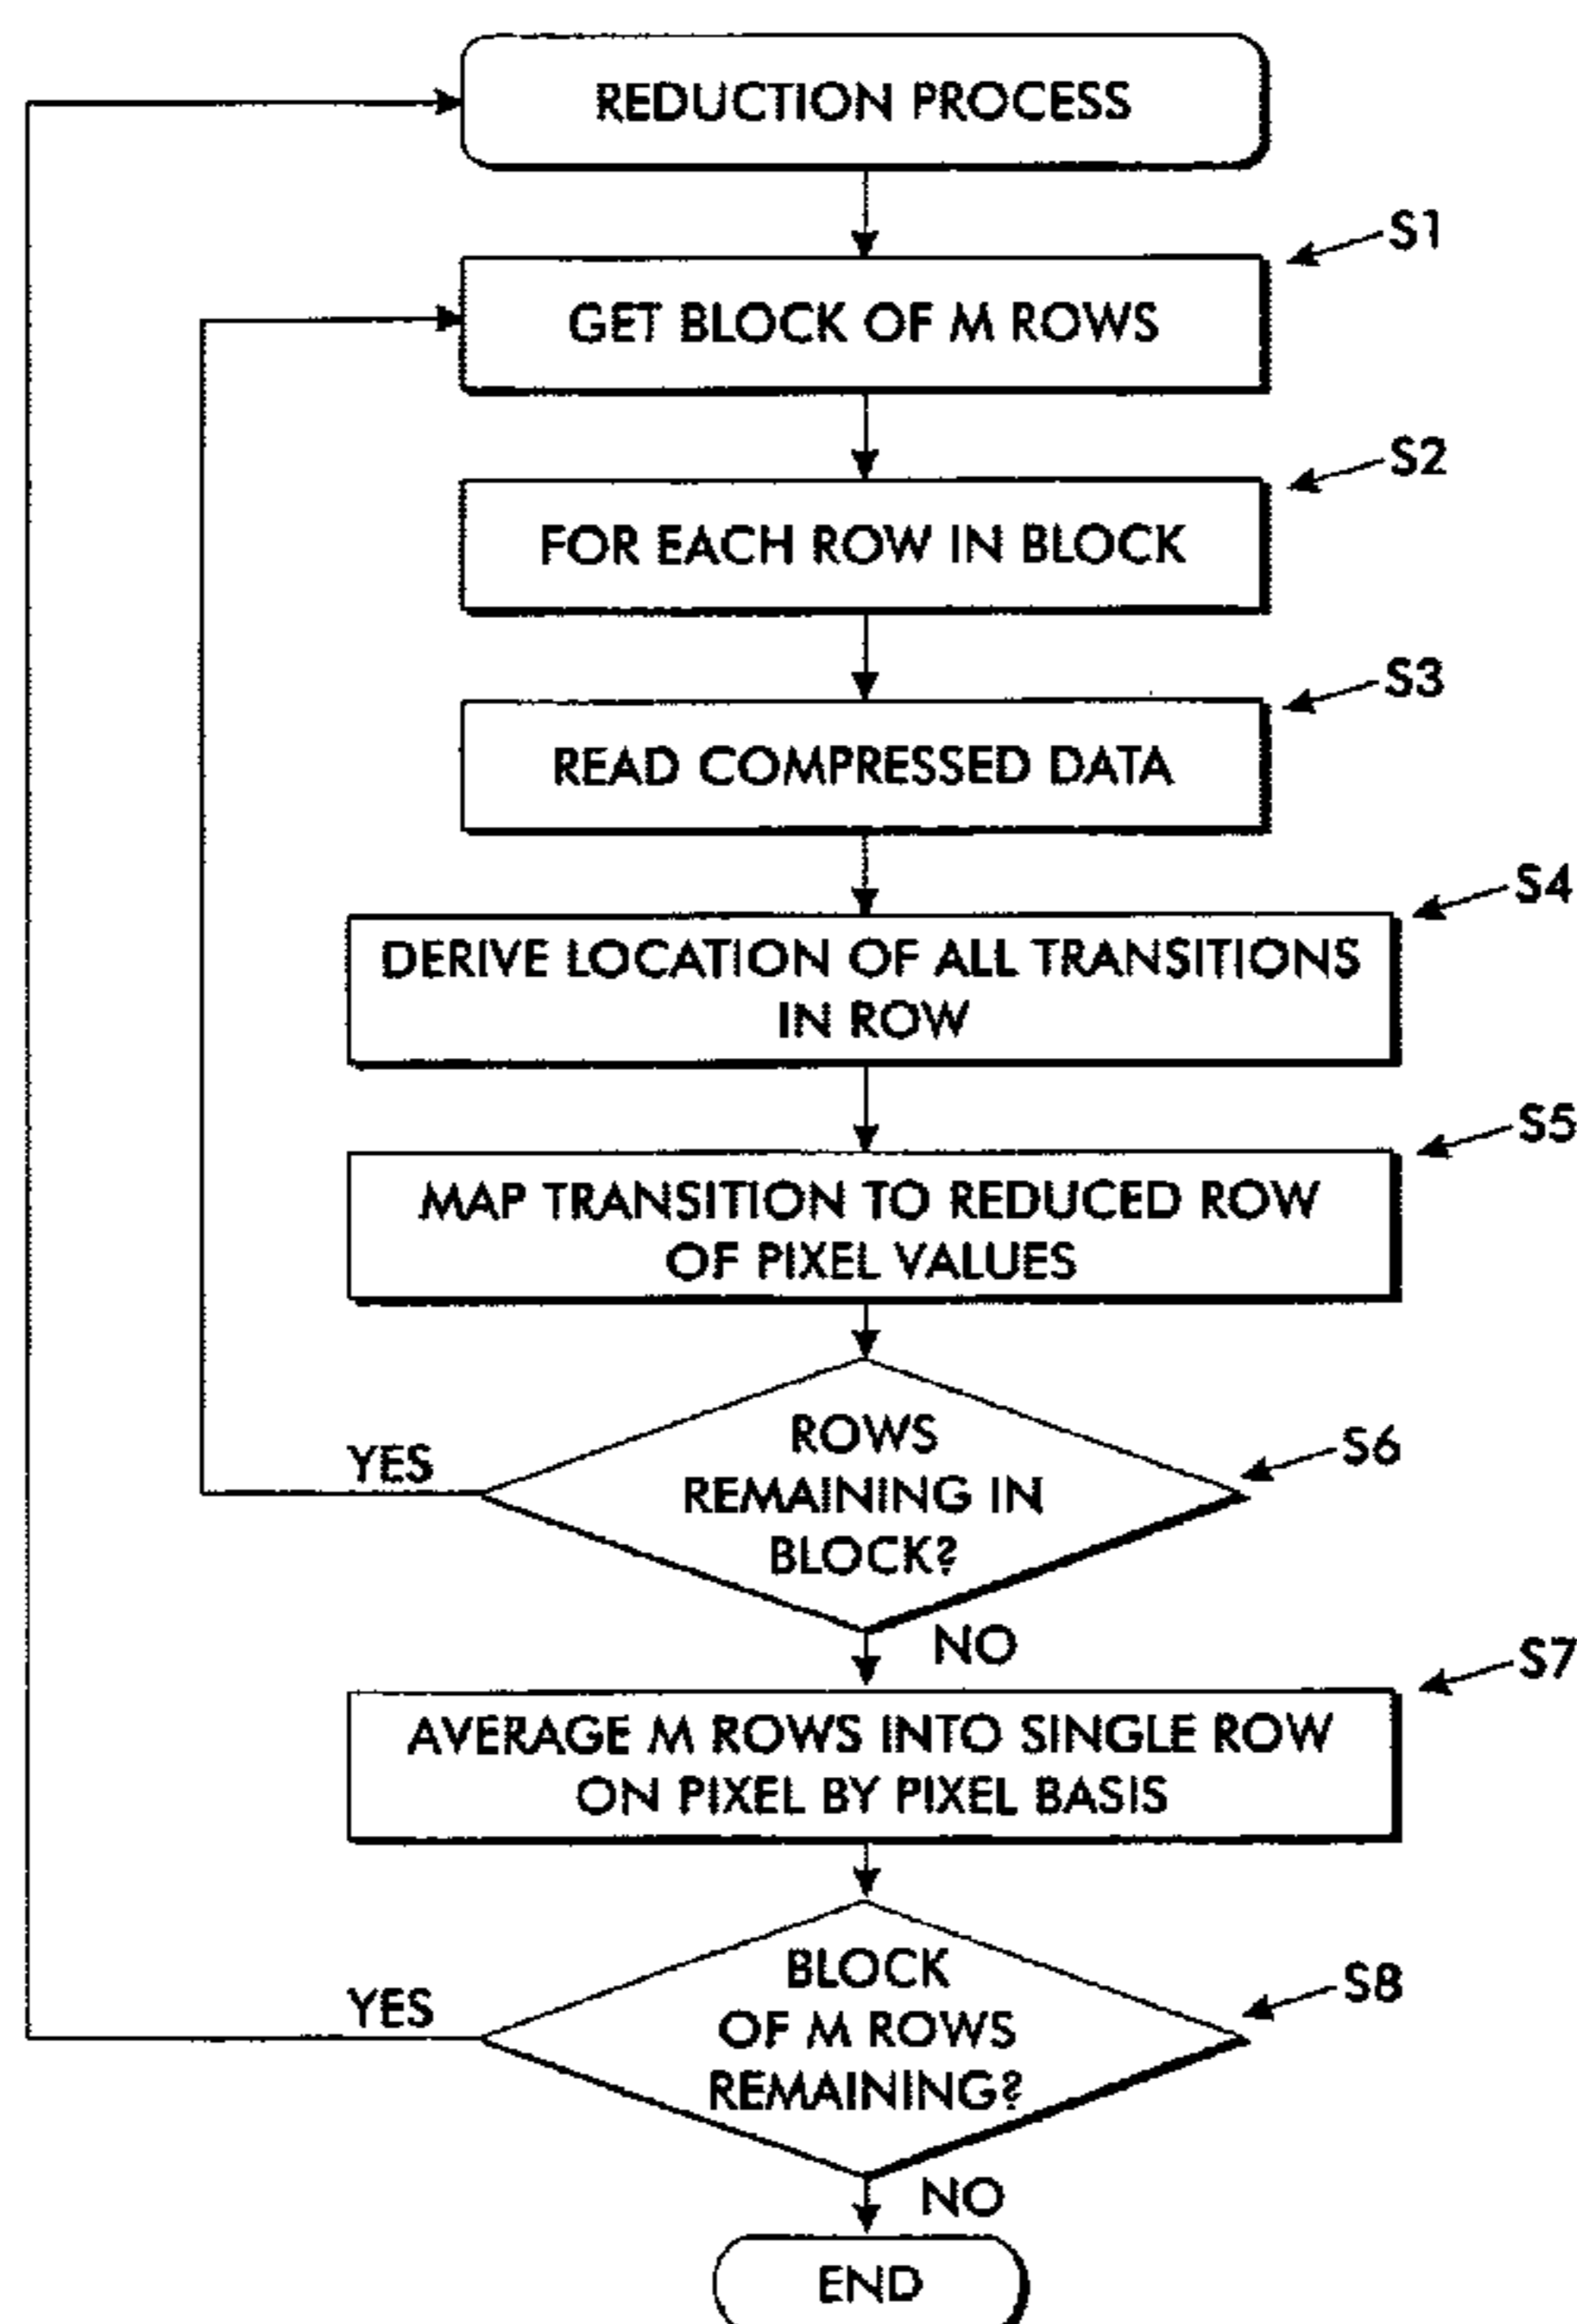 REDUCTION PROCESS
S1
GET BLOCK OF M ROWS
S2
FOR EACH ROW IN BLOCK
S3
READ COMPRESSED DATA
S4
DERIVE LOCATION OF ALL TRANSITIONS
IN ROW
S5
MAP TRANSITION TO REDUCED ROW
OF PIXEL VALUES
ROWS
REMAINING IN
BLOCK?
S6
YES
NO
S7
AVERAGE M ROWS INTO SINGLE ROW
ON PIXEL BY PIXEL BASIS
BLOCK
OF M ROWS
REMAINING?
S8
YES
NO
END